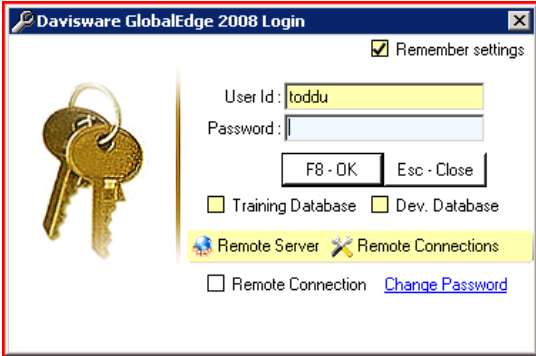 Davisware GlobalEdge 2008 Login
Remember settings
User Id : toddu
Password :
F8 - OK Esc - Close
Training Database Dev. Database
Remote Server Remote Connections
Remote Connection Change Password